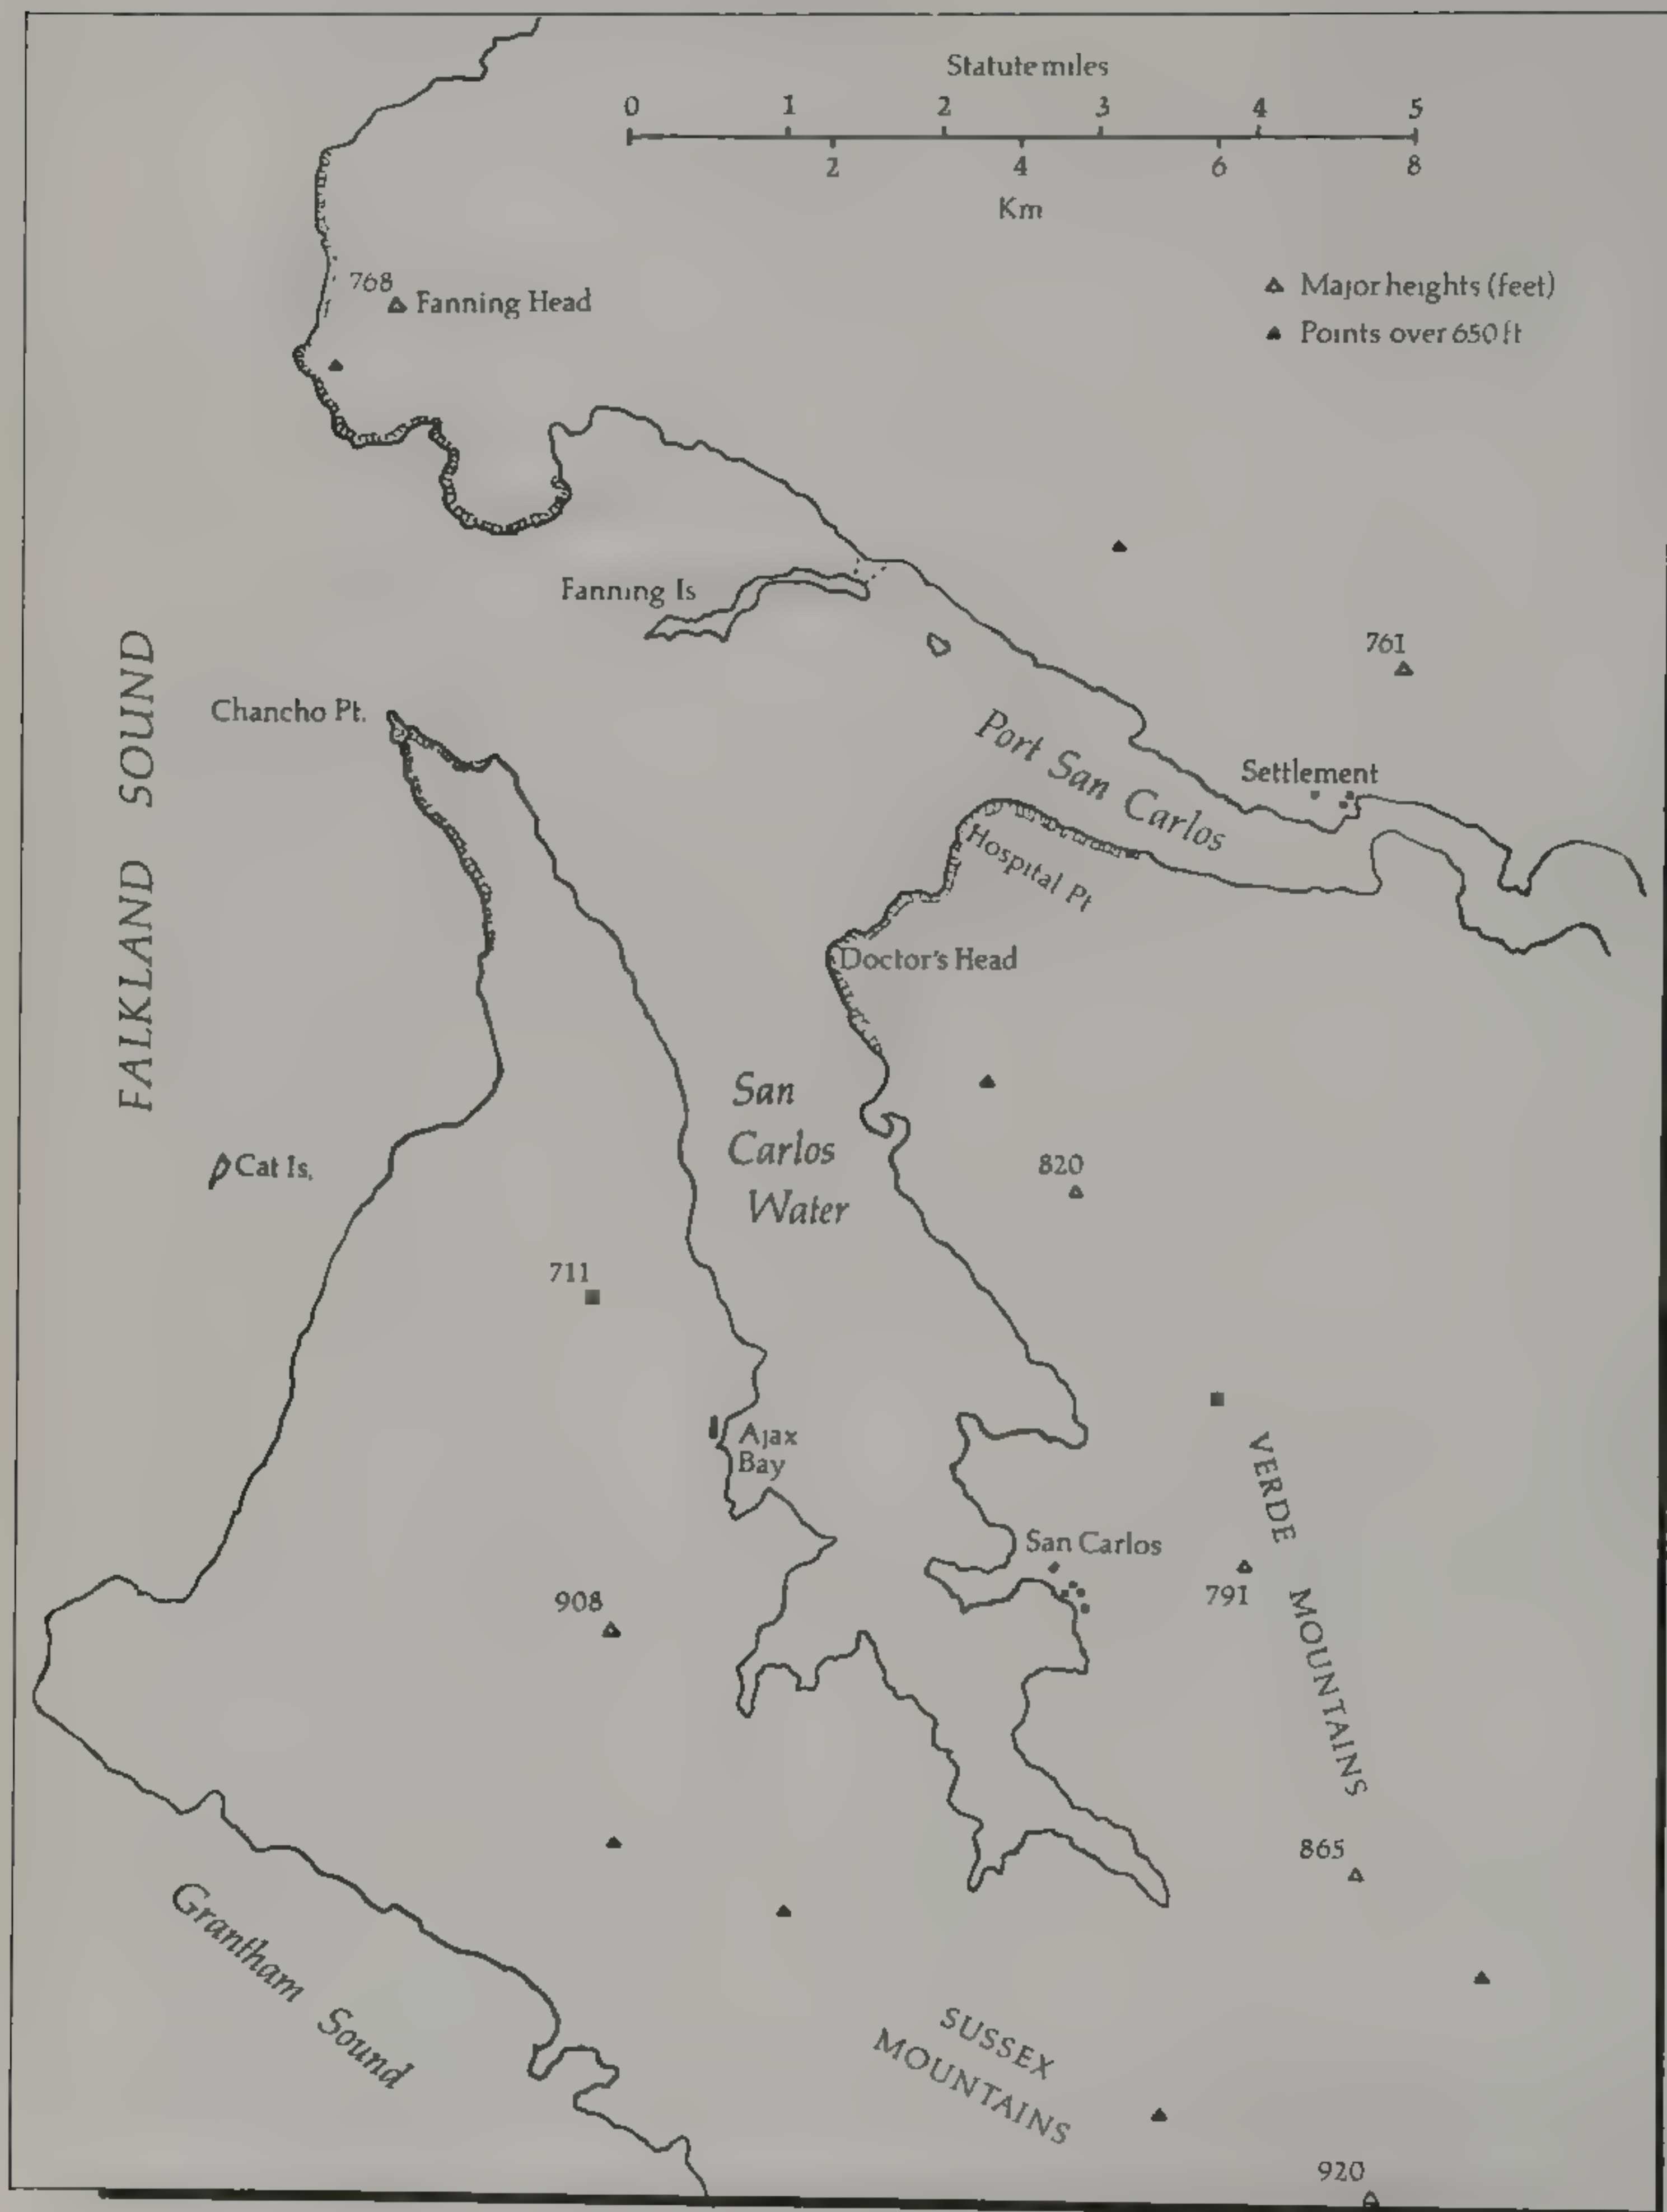 Statute miles
0 1 2 3 4 5
2 4 6 8
Km
768
Fanning Head
Major heights (feet)
Points over 650 ft
Fanning Is
761
Chancho Pt.
FALKLAND SOUND
Port San Carlos
Settlement
Hospital Pt
Doctor's Head
San
Carlos
Water
Cat Is.
820
711
Ajax
Bay
VERDE MOUNTAINS
San Carlos
791
908
865
Grantham Sound
SUSSEX
MOUNTAINS
920